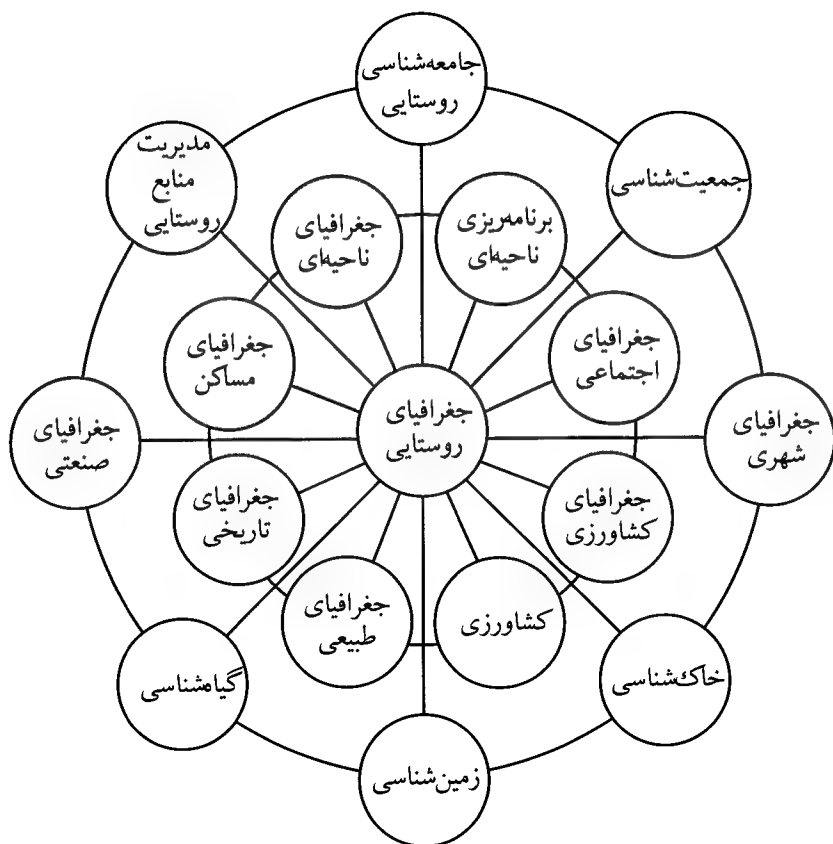 جامعه‌شناسی
روستایی
مدیریت
منابع
روستایی
جمعیت‌شناسی
جغرافیای
ناحیه‌ای
برنامه‌ریزی
ناحیه‌ای
جغرافیای
مساکن
جغرافیای
اجتماعی
جغرافیای
صنعتی
جغرافیای
روستایی
جغرافیای
شهری
جغرافیای
تاریخی
جغرافیای
کشاورزی
جغرافیای
طبیعی
کشاورزی
گیاه‌شناسی
خاک‌شناسی
زمین‌شناسی